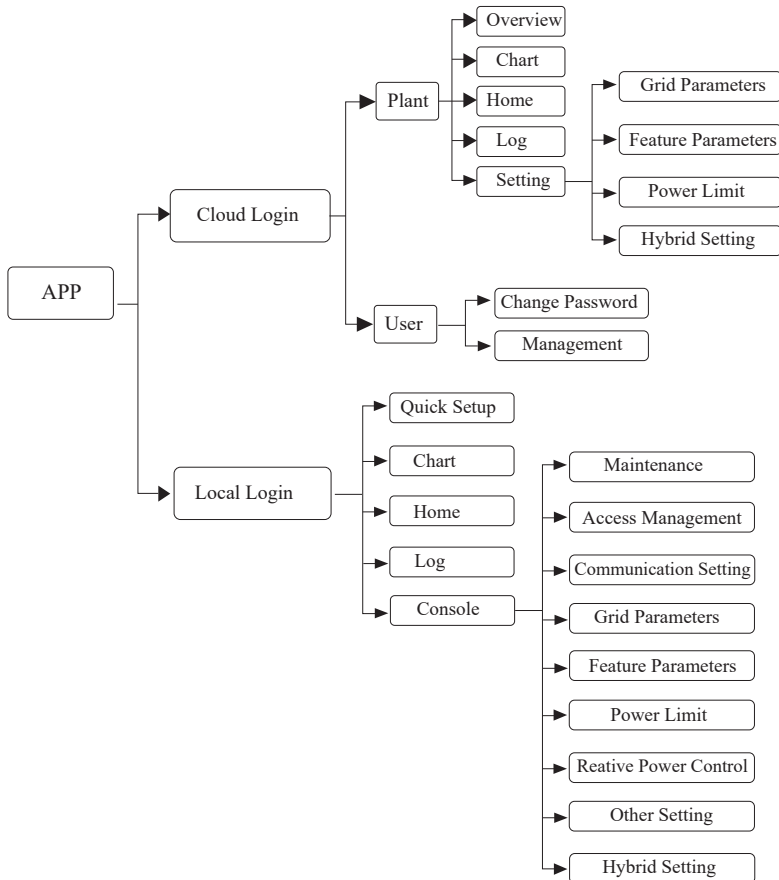 APP
Cloud Login
Plant
Overview
Chart
Home
Log
Setting
Grid Parameters
Feature Parameters
Power Limit
Hybrid Setting
User
Change Password
Management
Local Login
Quick Setup
Chart
Home
Log
Console
Maintenance
Access Management
Communication Setting
Grid Parameters
Feature Parameters
Power Limit
Reative Power Control
Other Setting
Hybrid Setting